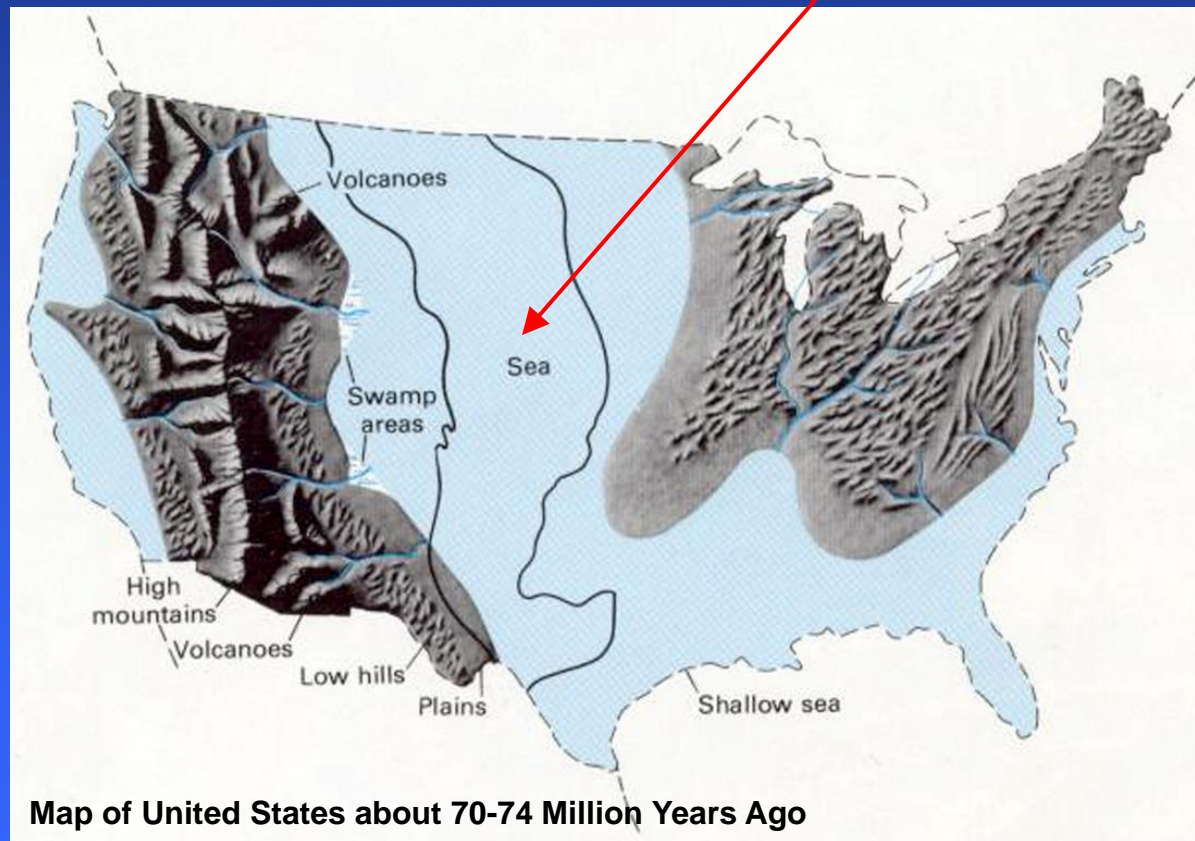 Volcanoes
Sea
Swamp
areas
High
mountains
Volcanoes
Low hills
Plains
Shallow sea
Map of United States about 70-74 Million Years Ago